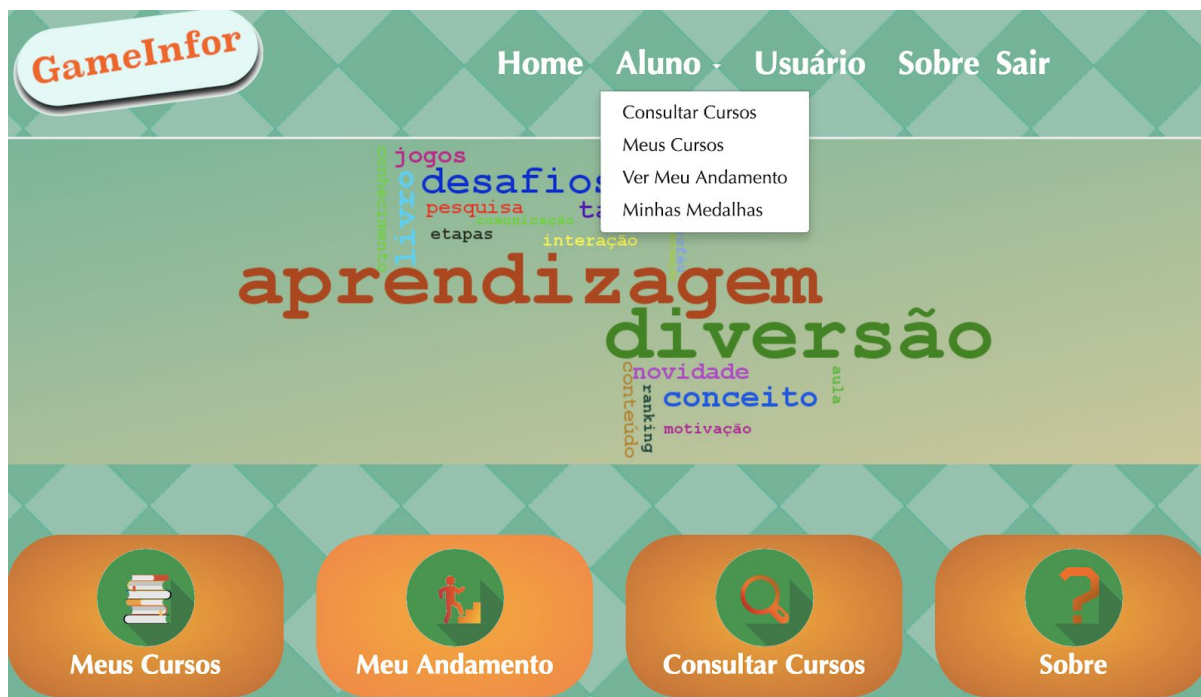 GameInfor
Home Aluno Usuário Sobre Sair
Consultar Cursos
Meus Cursos
Ver Meu Andamento
Minhas Medalhas
jogos
desafios
livro
pesquisa
comunicação
etapas
interação
aprendizagem
diversão
novidade
conteúdo
ranking
conceito
aula
motivação
Meus Cursos
Meu Andamento
Consultar Cursos
Sobre